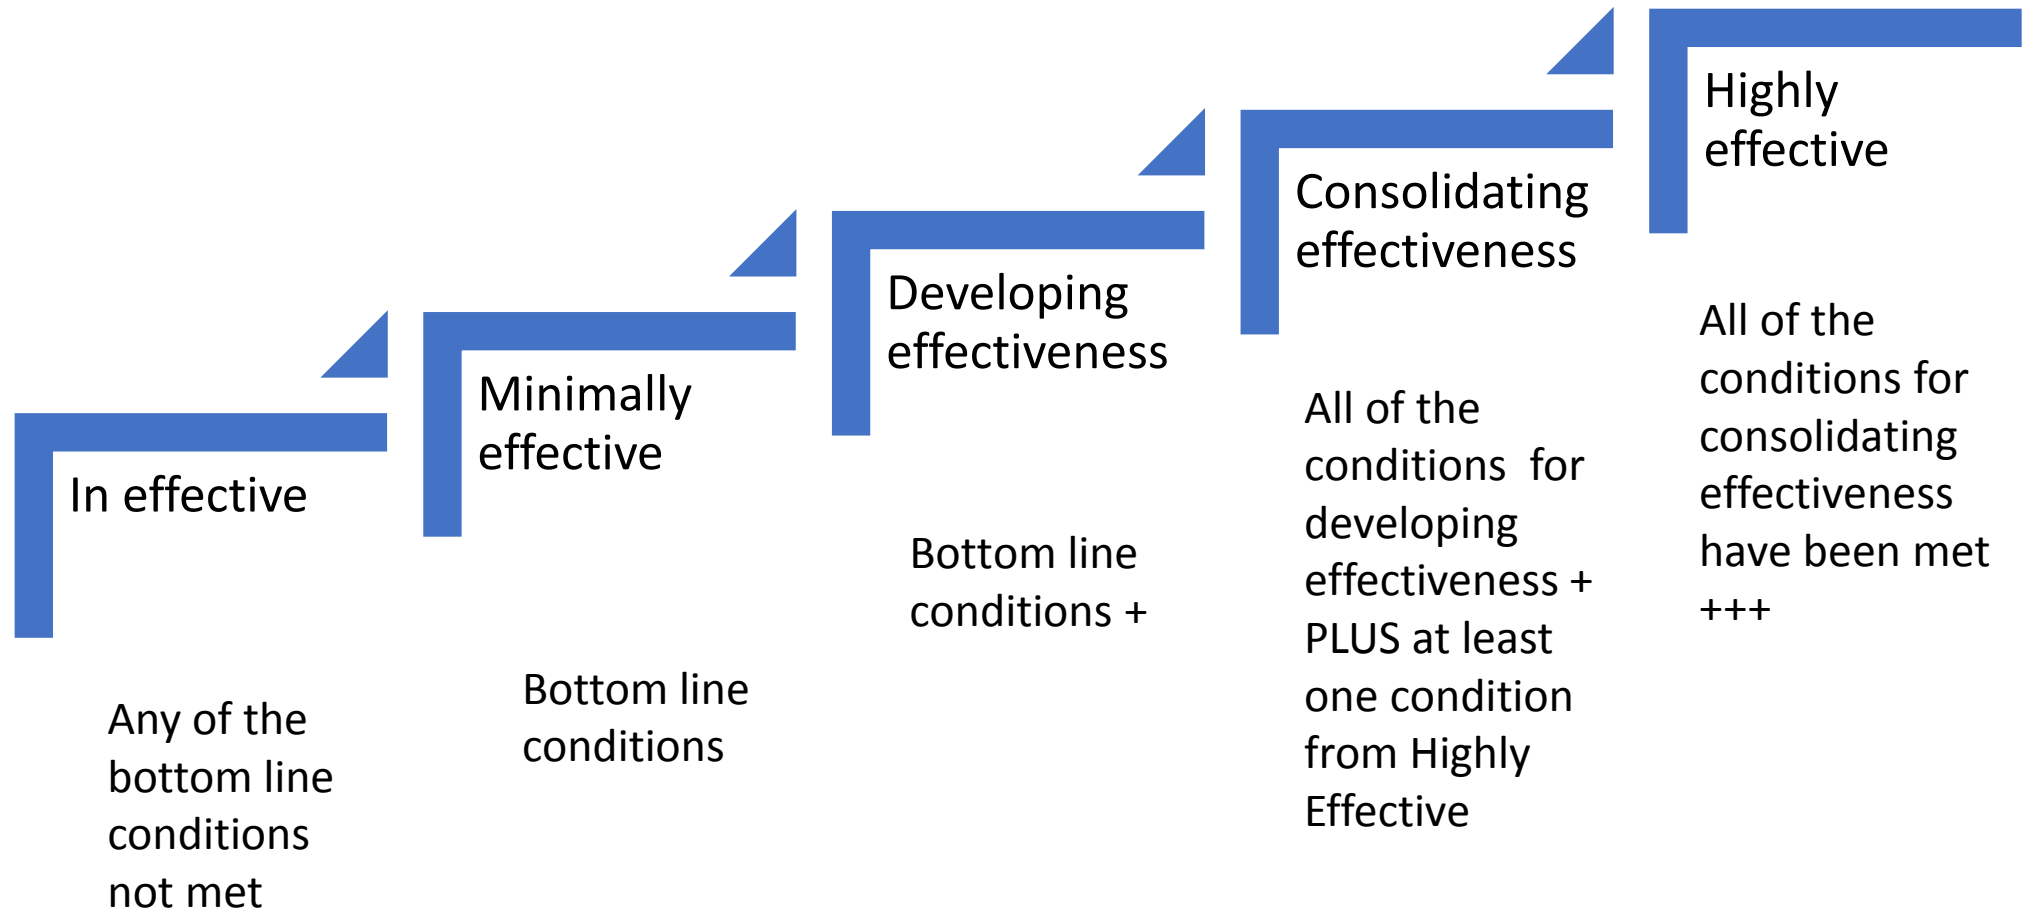 In effective
Any of the
bottom line
conditions
not met
Minimally
effective
Bottom line
conditions
Developing
effectiveness
Bottom line
conditions +
Consolidating
effectiveness
All of the
conditions  for
developing
effectiveness +
PLUS at least
one condition
from Highly
Effective
Highly
effective
All of the
conditions for
consolidating
effectiveness
have been met
+++